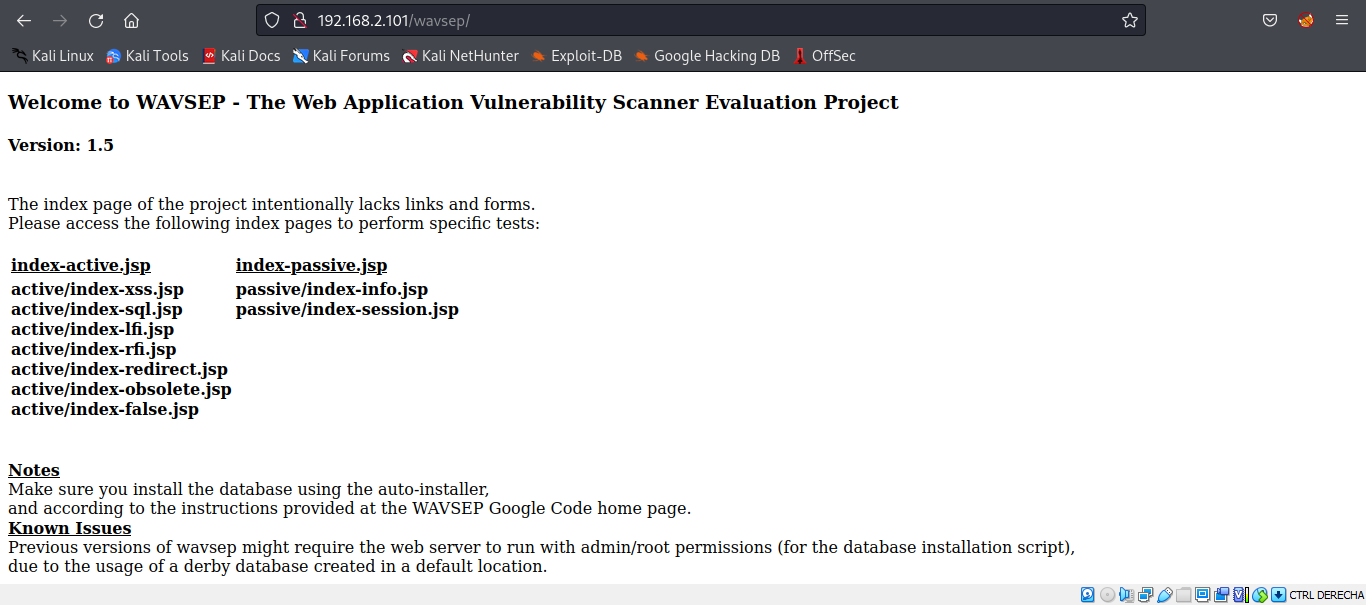 192.168.2.101/wavsep/
Kali Linux Kali Tools Kali Docs Kali Forums Kali NetHunter Exploit-DB Google Hacking DB OffSec
Welcome to WAVSEP - The Web Application Vulnerability Scanner Evaluation Project
Version: 1.5
The index page of the project intentionally lacks links and forms.
Please access the following index pages to perform specific tests:
index-active.jsp index-passive.jsp
active/index-xss.jsp passive/index-info.jsp
active/index-sql.jsp passive/index-session.jsp
active/index-lfi.jsp
active/index-rfi.jsp
active/index-redirect.jsp
active/index-obsolete.jsp
active/index-false.jsp
Notes
Make sure you install the database using the auto-installer,
and according to the instructions provided at the WAVSEP Google Code home page.
Known Issues
Previous versions of wavsep might require the web server to run with admin/root permissions (for the database installation script),
due to the usage of a derby database created in a default location.
CTRL DERECHA